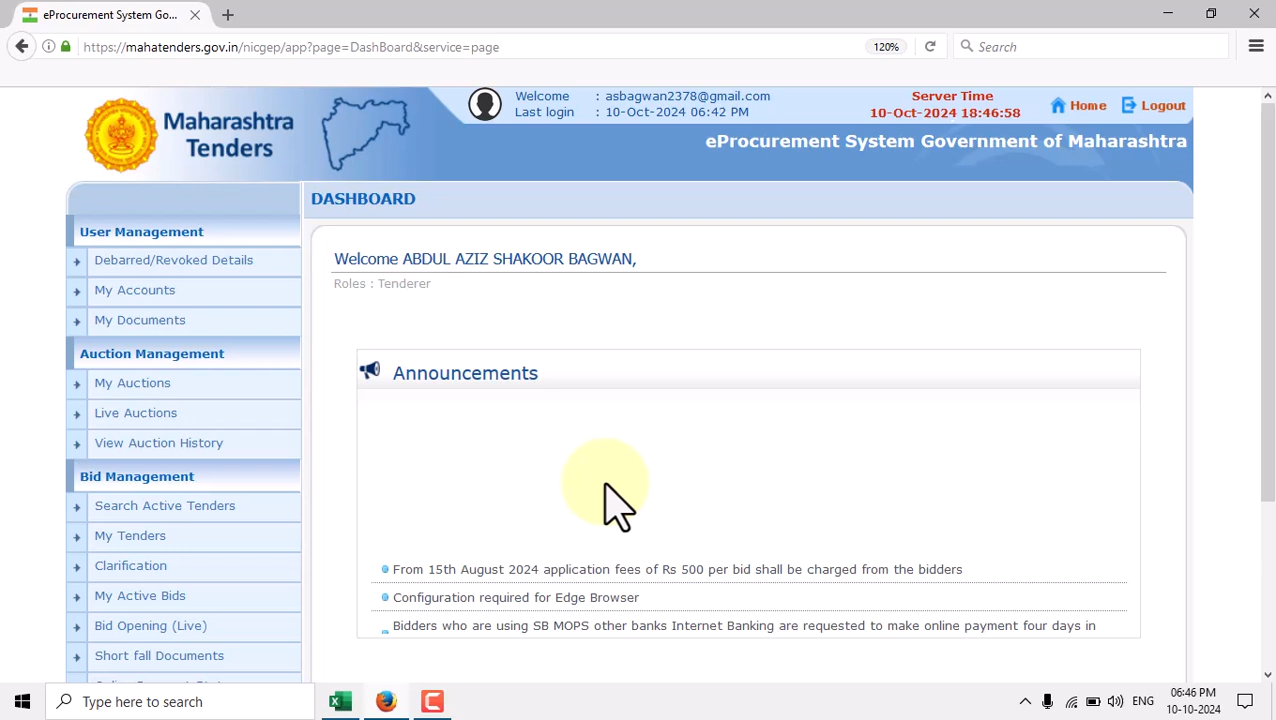 eProcurement System Go...
https://mahatenders.gov.in/nicgep/app?page=DashBoard&service=page
120%
Search
Maharashtra
Tenders
Welcome : asbagwan2378@gmail.com
Last login : 10-Oct-2024 06:42 PM
Server Time
10-Oct-2024 18:46:58
Home
Logout
eProcurement System Government of Maharashtra
DASHBOARD
User Management
Debarred/Revoked Details
My Accounts
My Documents
Auction Management
My Auctions
Live Auctions
View Auction History
Bid Management
Search Active Tenders
My Tenders
Clarification
My Active Bids
Bid Opening (Live)
Short fall Documents
Welcome ABDUL AZIZ SHAKOOR BAGWAN,
Roles : Tenderer
Announcements
From 15th August 2024 application fees of Rs 500 per bid shall be charged from the bidders
Configuration required for Edge Browser
Bidders who are using SB MOPS other banks Internet Banking are requested to make online payment four days in
Type here to search
ENG
06:46 PM
10-10-2024